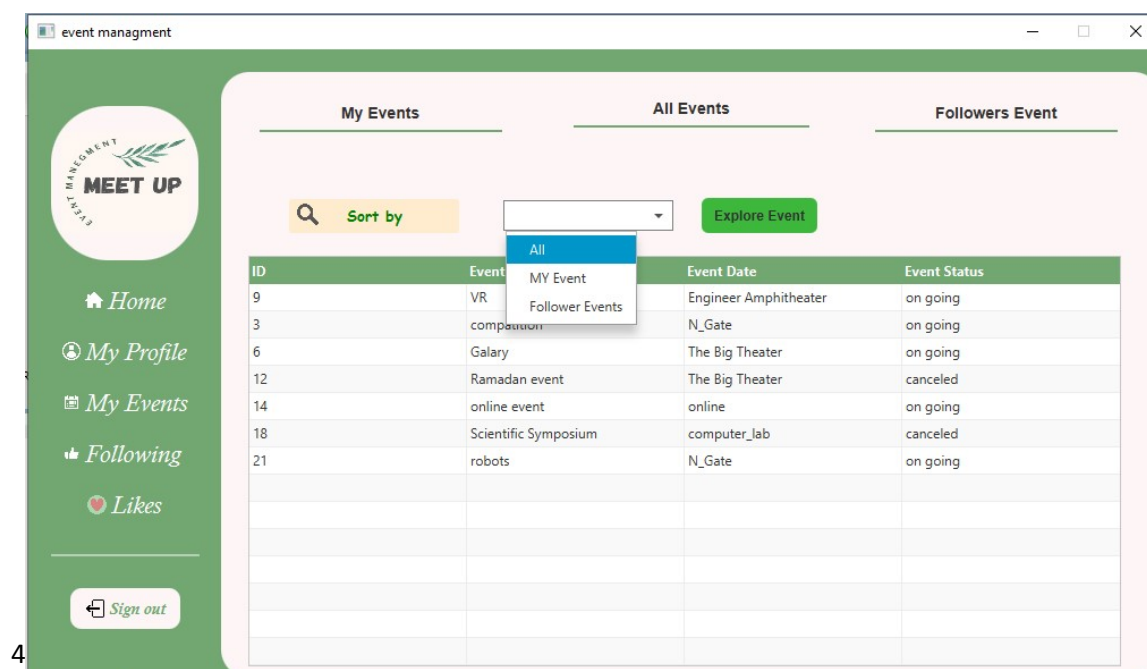 event managment
My Events All Events Followers Event
EVENT MANEGMENT
MEET UP
Sort by Explore Event
All
MY Event
Follower Events
ID Event Event Date Event Status
9 VR Engineer Amphitheater on going
3 compatition N_Gate on going
6 Galary The Big Theater on going
12 Ramadan event The Big Theater canceled
14 online event online on going
18 Scientific Symposium computer_lab canceled
21 robots N_Gate on going
Home
My Profile
My Events
Following
Likes
Sign out
4